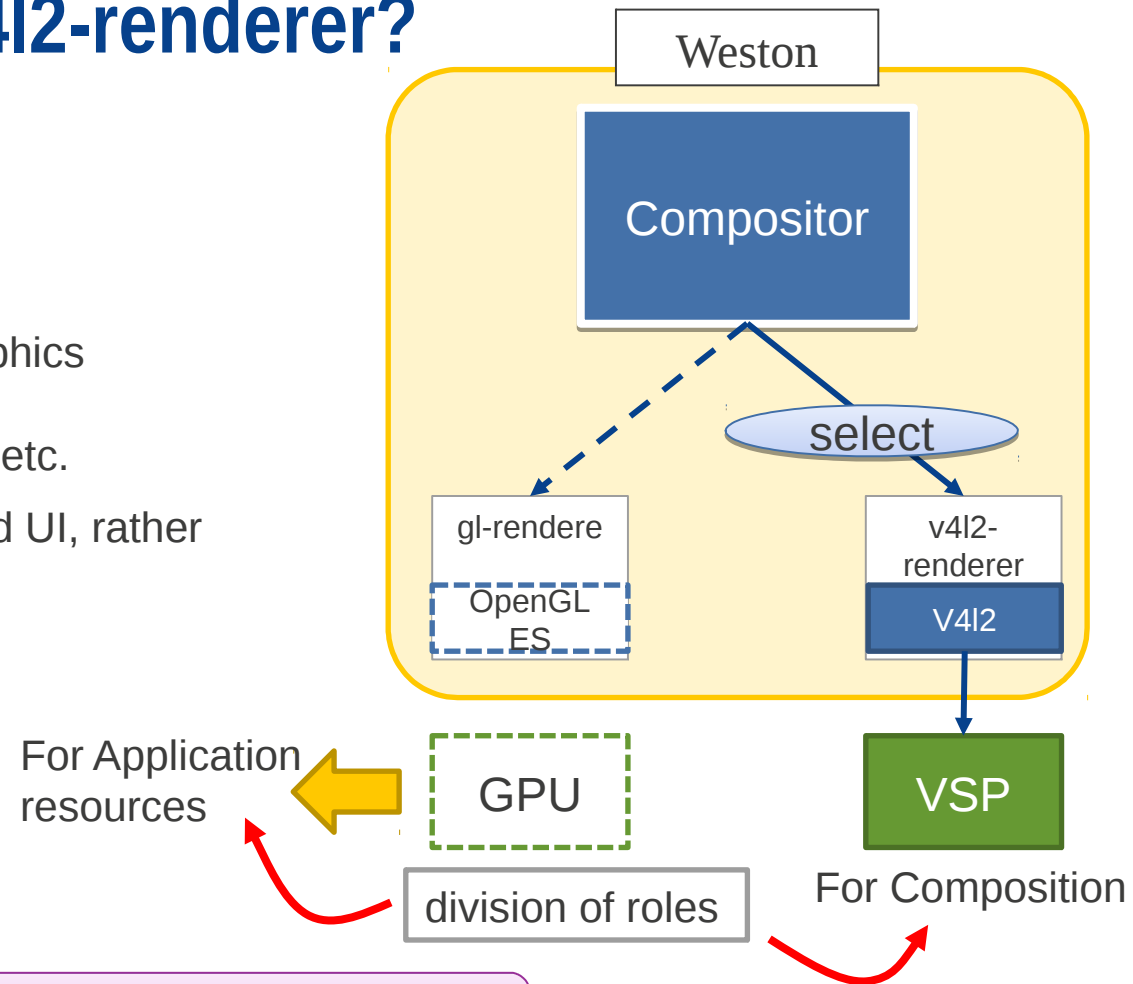 4l2-renderer?
Weston
Compositor
phics
etc.
d UI, rather
select
gl-rendere
OpenGL
ES
v4l2-
renderer
V4l2
For Application
resources
GPU
VSP
division of roles
For Composition